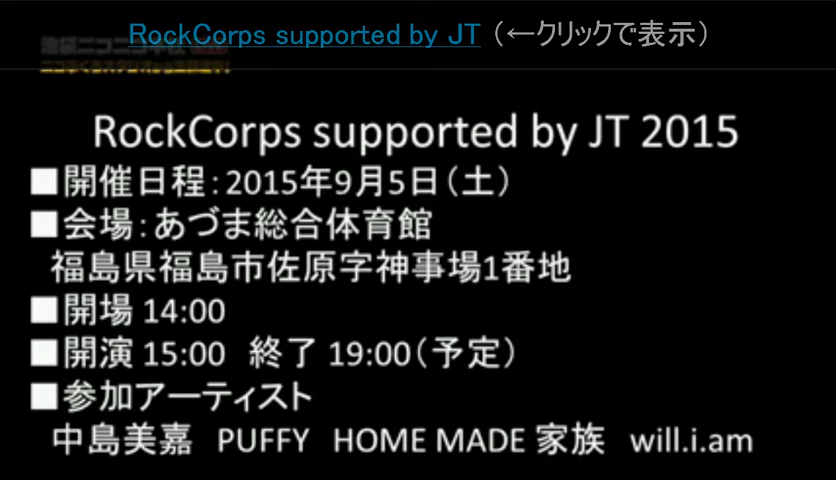 RockCorps supported by JT （←クリックで表示）
RockCorps supported by JT 2015
■開催日程：2015年9月5日（土）
■会場：あづま総合体育館
福島県福島市佐原字神事場1番地
■開場 14:00
■開演 15:00　終了 19:00（予定）
■参加アーティスト
中島美嘉　PUFFY　HOME MADE 家族　will.i.am